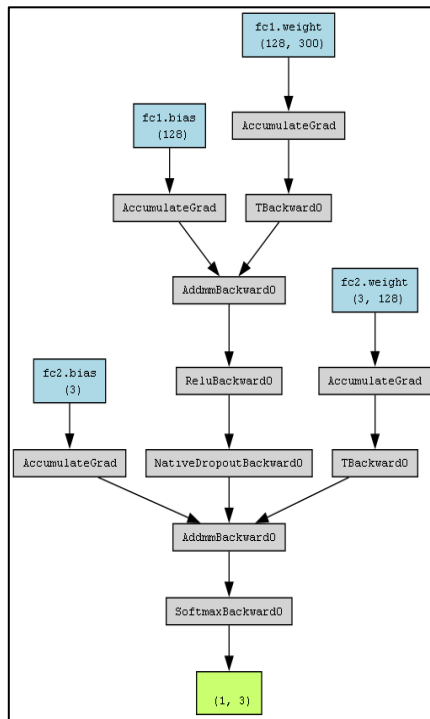 fc1.weight
(128, 300)
fc1.bias
(128)
AccumulateGrad
AccumulateGrad
TBackward0
AddmmBackward0
fc2.weight
(3, 128)
fc2.bias
(3)
ReluBackward0
AccumulateGrad
AccumulateGrad
NativeDropoutBackward0
TBackward0
AddmmBackward0
SoftmaxBackward0
(1, 3)